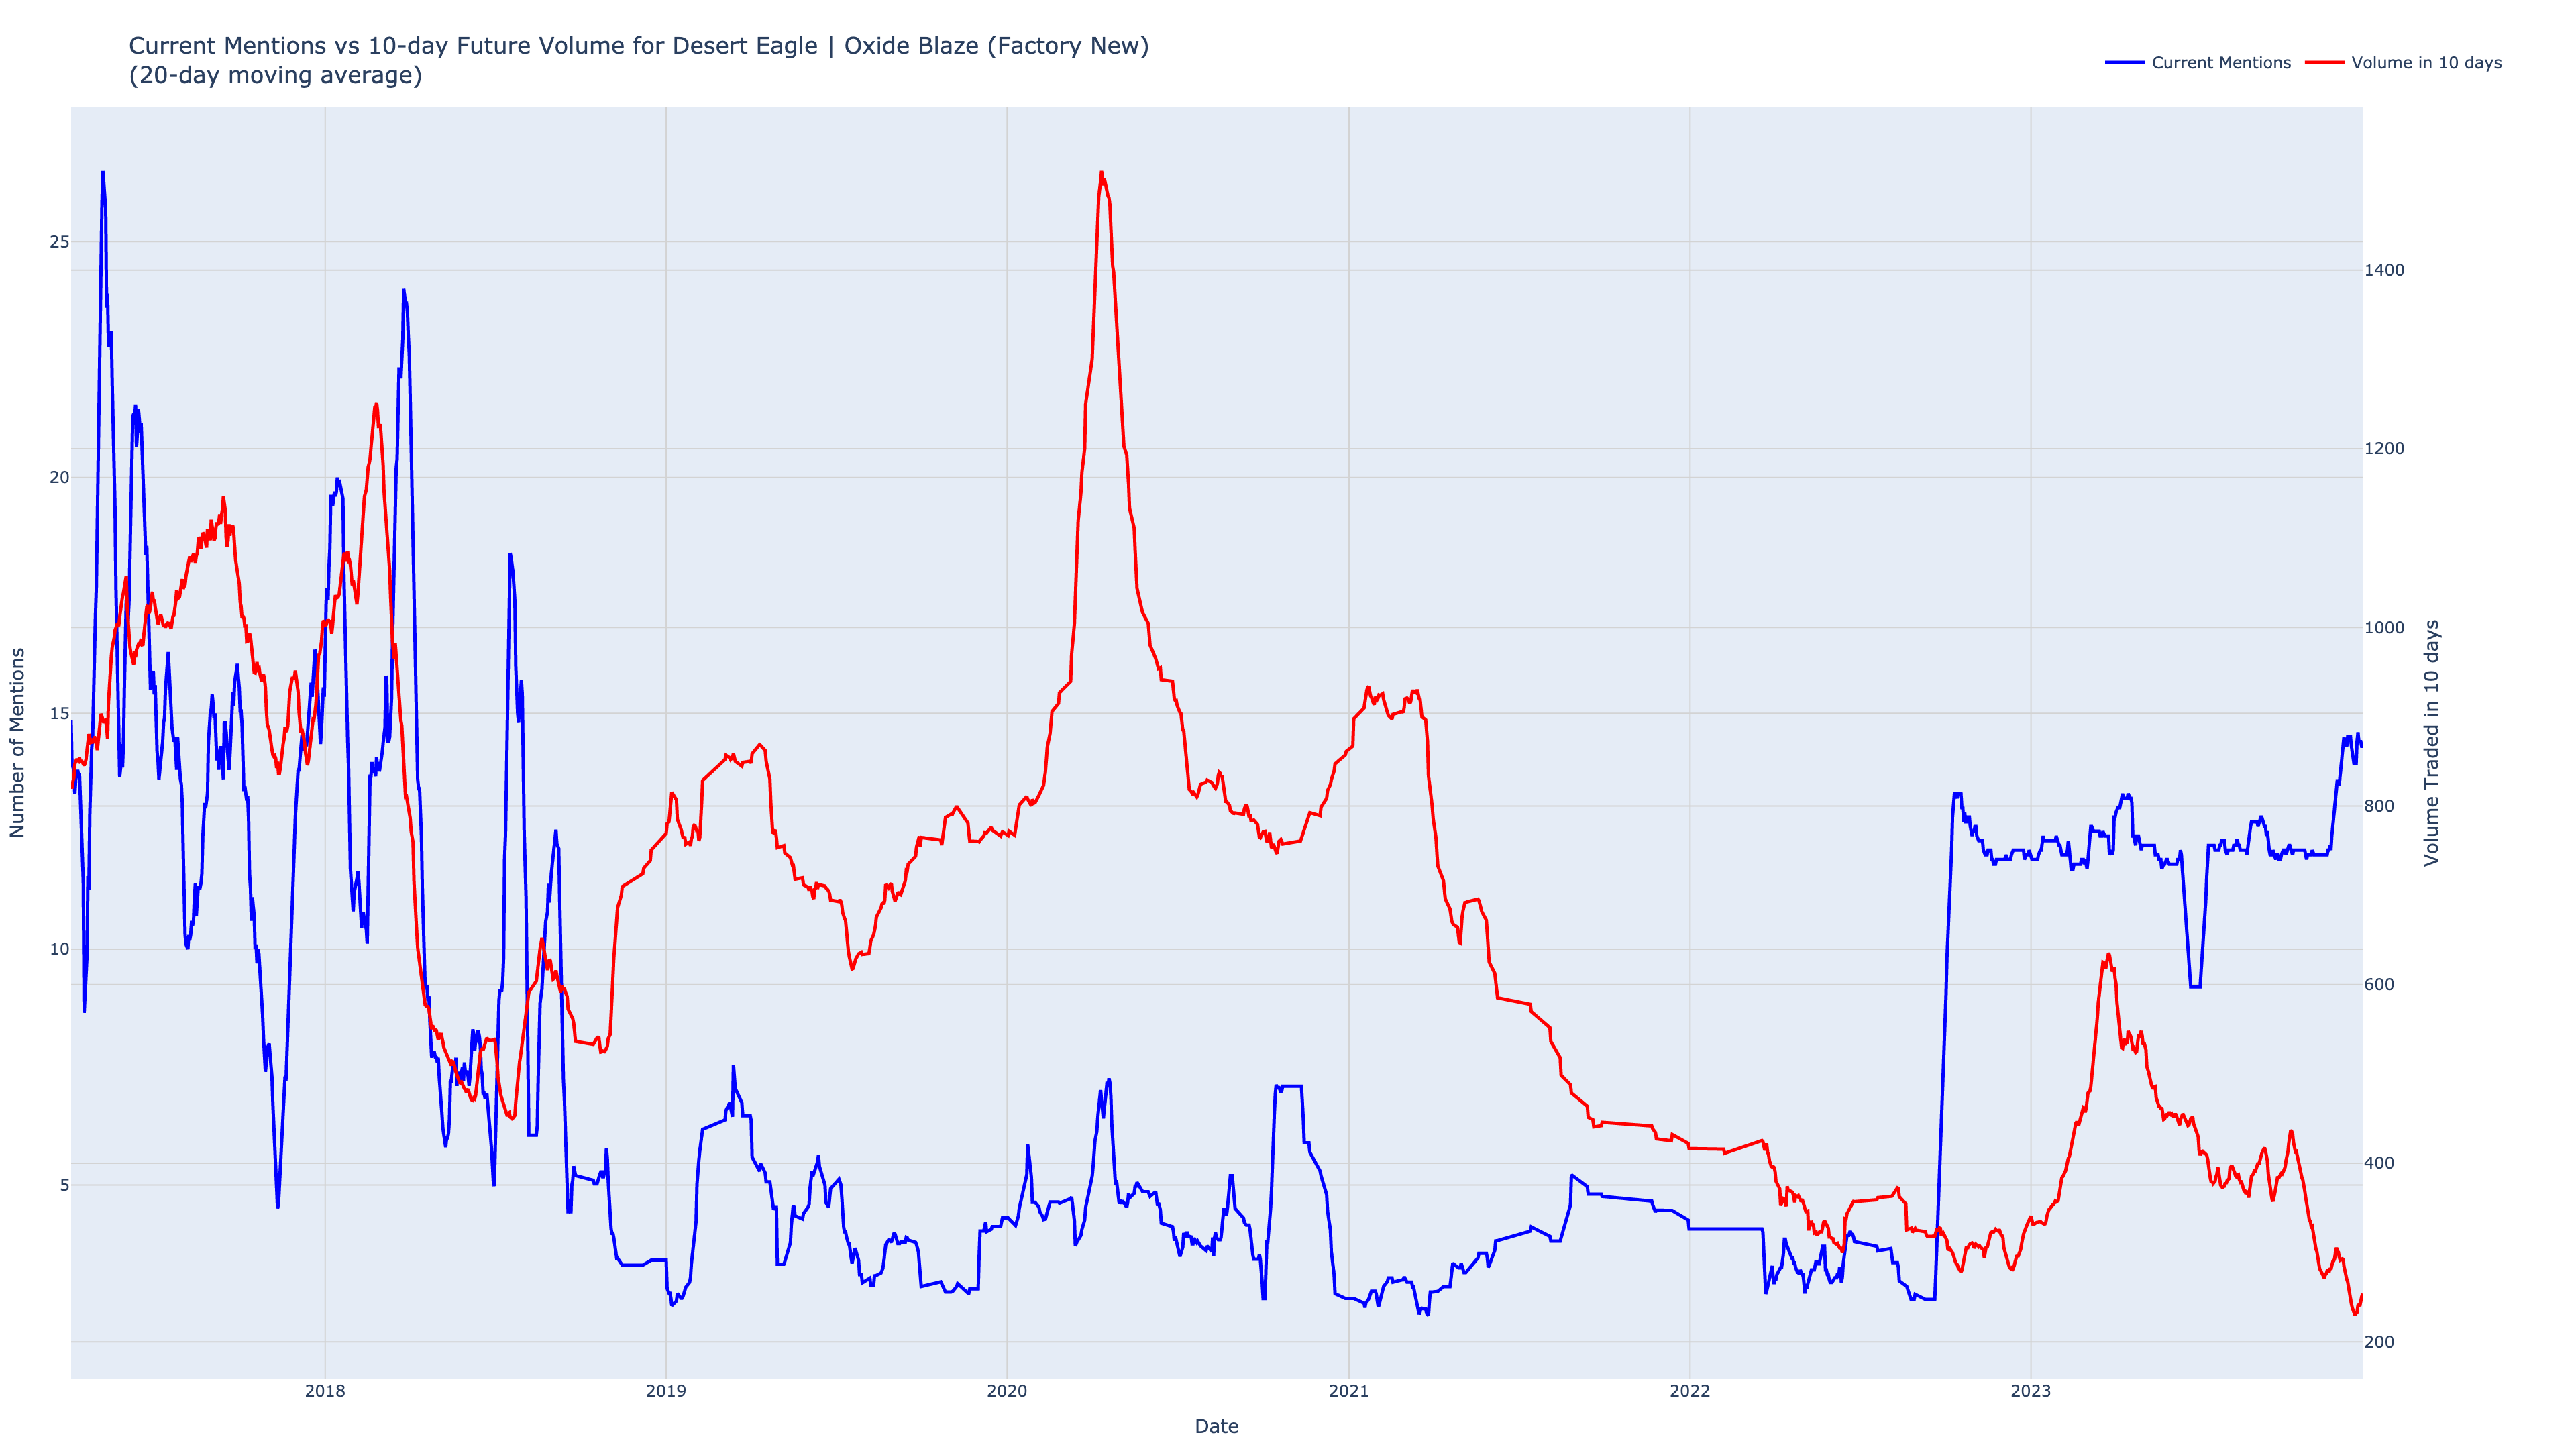 Current Mentions vs 10-day Future Volume for Desert Eagle | Oxide Blaze (Factory New)
(20-day moving average)
Current Mentions
Volume in 10 days
25
20
15
10
5
Number of Mentions
1400
1200
1000
800
600
400
200
Volume Traded in 10 days
2018
2019
2020
2021
2022
2023
Date